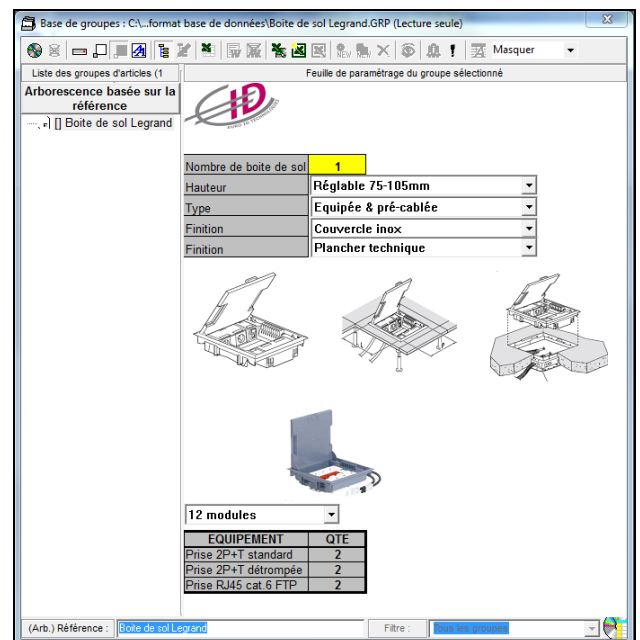 Base de groupes : C:\...format base de données\Boite de sol Legrand.GRP (Lecture seule)
Masquer
Liste des groupes d'articles (1
Feuille de paramétrage du groupe sélectionné
Arborescence basée sur la référence
[] Boite de sol Legrand
Nombre de boite de sol 1
Hauteur Réglable 75-105mm
Type Equipée & pré-cablée
Finition Couvercle inox
Finition Plancher technique
12 modules
EQUIPEMENT QTE
Prise 2P+T standard 2
Prise 2P+T détrompée 2
Prise RJ45 cat.6 FTP 2
(Arb.) Référence : Boite de sol Legrand Filtre : Tous les groupes